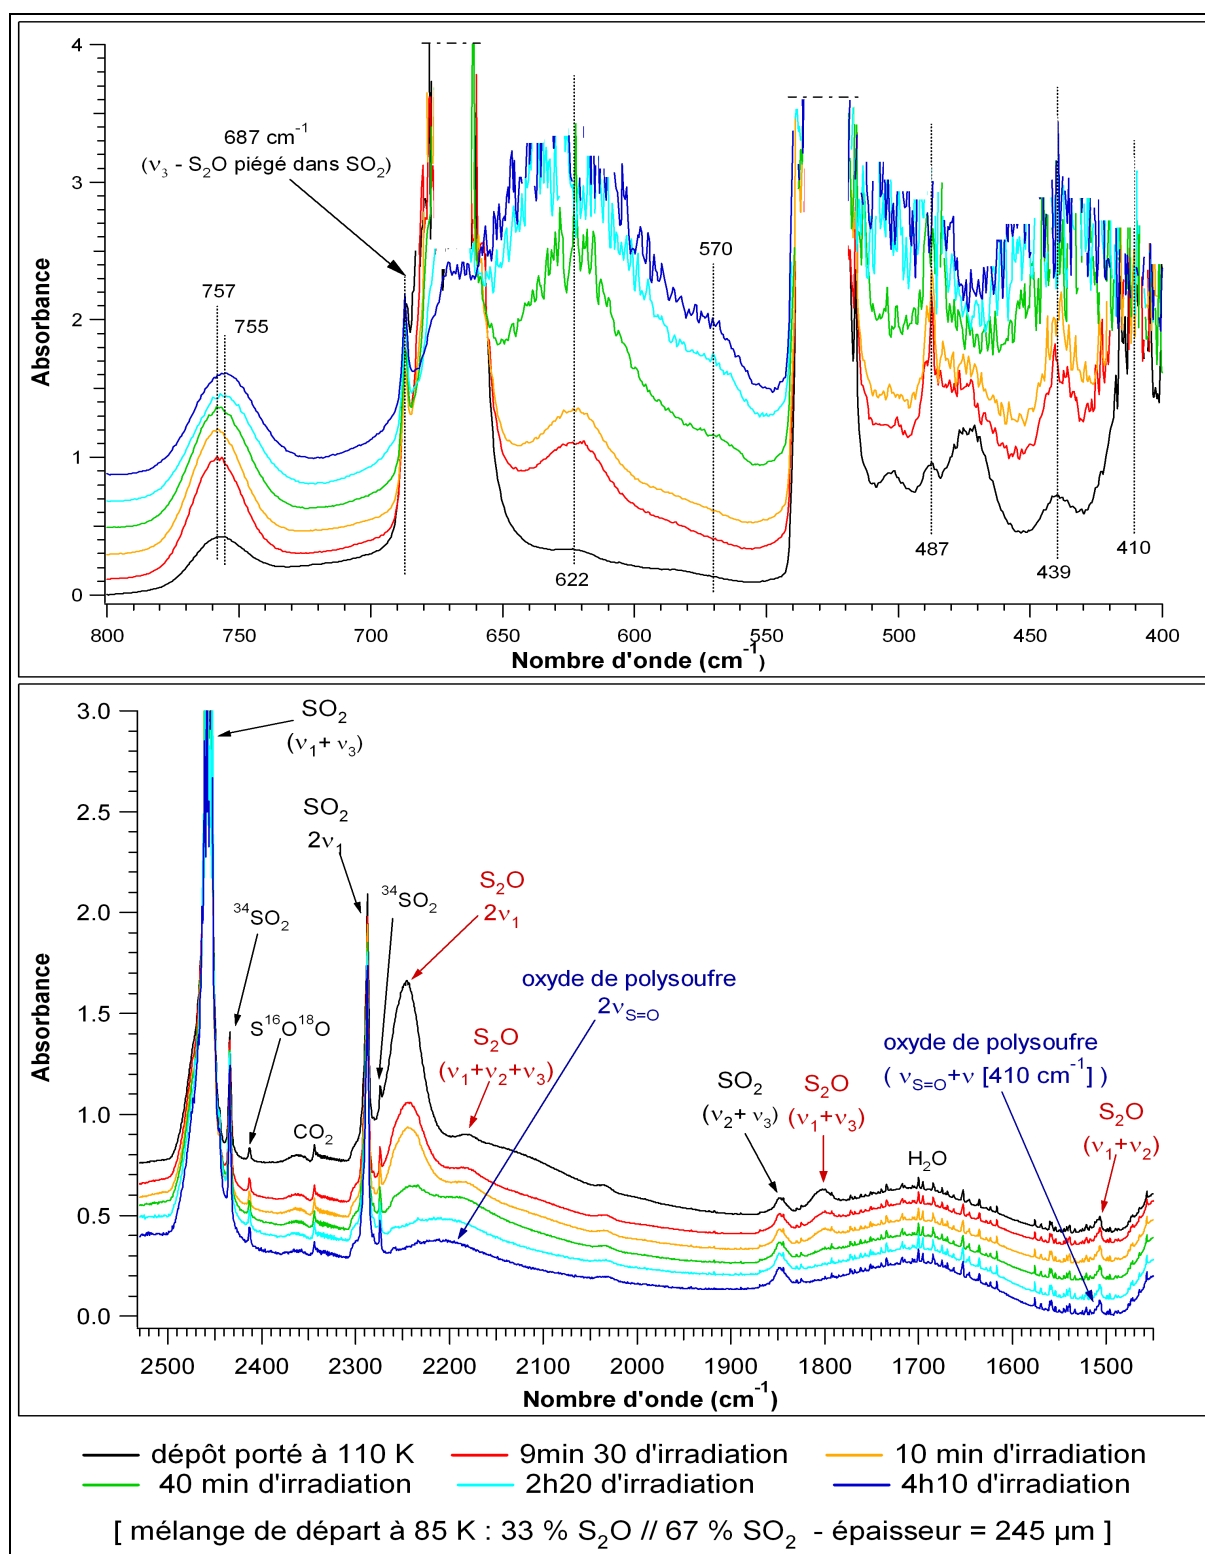 4
3
2
1
0
Absorbance
687 cm⁻¹
(ν₃ - S₂O piégé dans SO₂)
757
755
570
622
487
439
410
800
750
700
650
600
550
500
450
400
Nombre d'onde (cm⁻¹)
3.0
2.5
2.0
1.5
1.0
0.5
0.0
Absorbance
SO₂
(ν₁+ ν₃)
SO₂
2ν₁
³⁴SO₂
³⁴SO₂
S₂O
2ν₁
S¹⁶O¹⁸O
CO₂
oxyde de polysoufre
2νS=O
S₂O
(ν₁+ν₂+ν₃)
SO₂
(ν₂+ ν₃)
S₂O
(ν₁+ν₃)
oxyde de polysoufre
( νS=O+ν [410 cm⁻¹] )
H₂O
S₂O
(ν₁+ν₂)
2500
2400
2300
2200
2100
2000
1900
1800
1700
1600
1500
Nombre d'onde (cm⁻¹)
dépôt porté à 110 K
9min 30 d'irradiation
10 min d'irradiation
40 min d'irradiation
2h20 d'irradiation
4h10 d'irradiation
[ mélange de départ à 85 K : 33 % S₂O // 67 % SO₂ - épaisseur = 245 µm ]